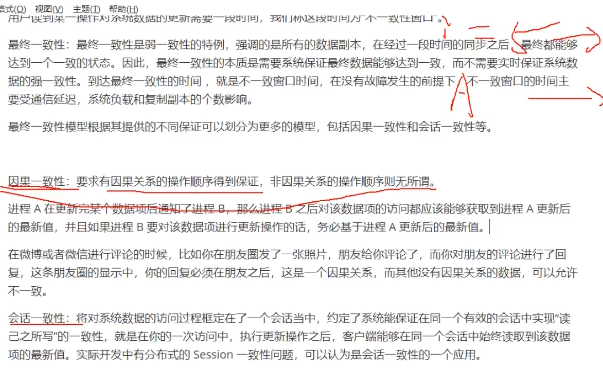 式(O) 视图(V) 主题(T) 帮助(H)
用户读到某一操作对系统数据的更新需要一段时间，我们称这段时间为“不一致性窗口”。
最终一致性：最终一致性是弱一致性的特例，强调的是所有的数据副本，在经过一段时间的同步之后，最终都能够
达到一个一致的状态。因此，最终一致性的本质是需要系统保证最终数据能够达到一致，而不需要实时保证系统数
据的强一致性。到达最终一致性的时间 ，就是不一致窗口时间，在没有故障发生的前提下，不一致窗口的时间主
要受通信延迟，系统负载和复制副本的个数影响。
最终一致性模型根据其提供的不同保证可以划分为更多的模型，包括因果一致性和会话一致性等。
因果一致性：要求有因果关系的操作顺序得到保证，非因果关系的操作顺序则无所谓。
进程 A 在更新完某个数据项后通知了进程 B，那么进程 B 之后对该数据项的访问都应该能够获取到进程 A 更新后
的最新值，并且如果进程 B 要对该数据项进行更新操作的话，务必基于进程 A 更新后的最新值。
在微博或者微信进行评论的时候，比如你在朋友圈发了一张照片，朋友给你评论了，而你对朋友的评论进行了回
复，这条朋友圈的显示中，你的回复必须在朋友之后，这是一个因果关系，而其他没有因果关系的数据，可以允许
不一致。
会话一致性：将对系统数据的访问过程框定在了一个会话当中，约定了系统能保证在同一个有效的会话中实现“读
己之所写”的一致性，就是在你的一次访问中，执行更新操作之后，客户端能够在同一个会话中始终读取到该数据
项的最新值。实际开发中有分布式的 Session 一致性问题，可以认为是会话一致性的一个应用。